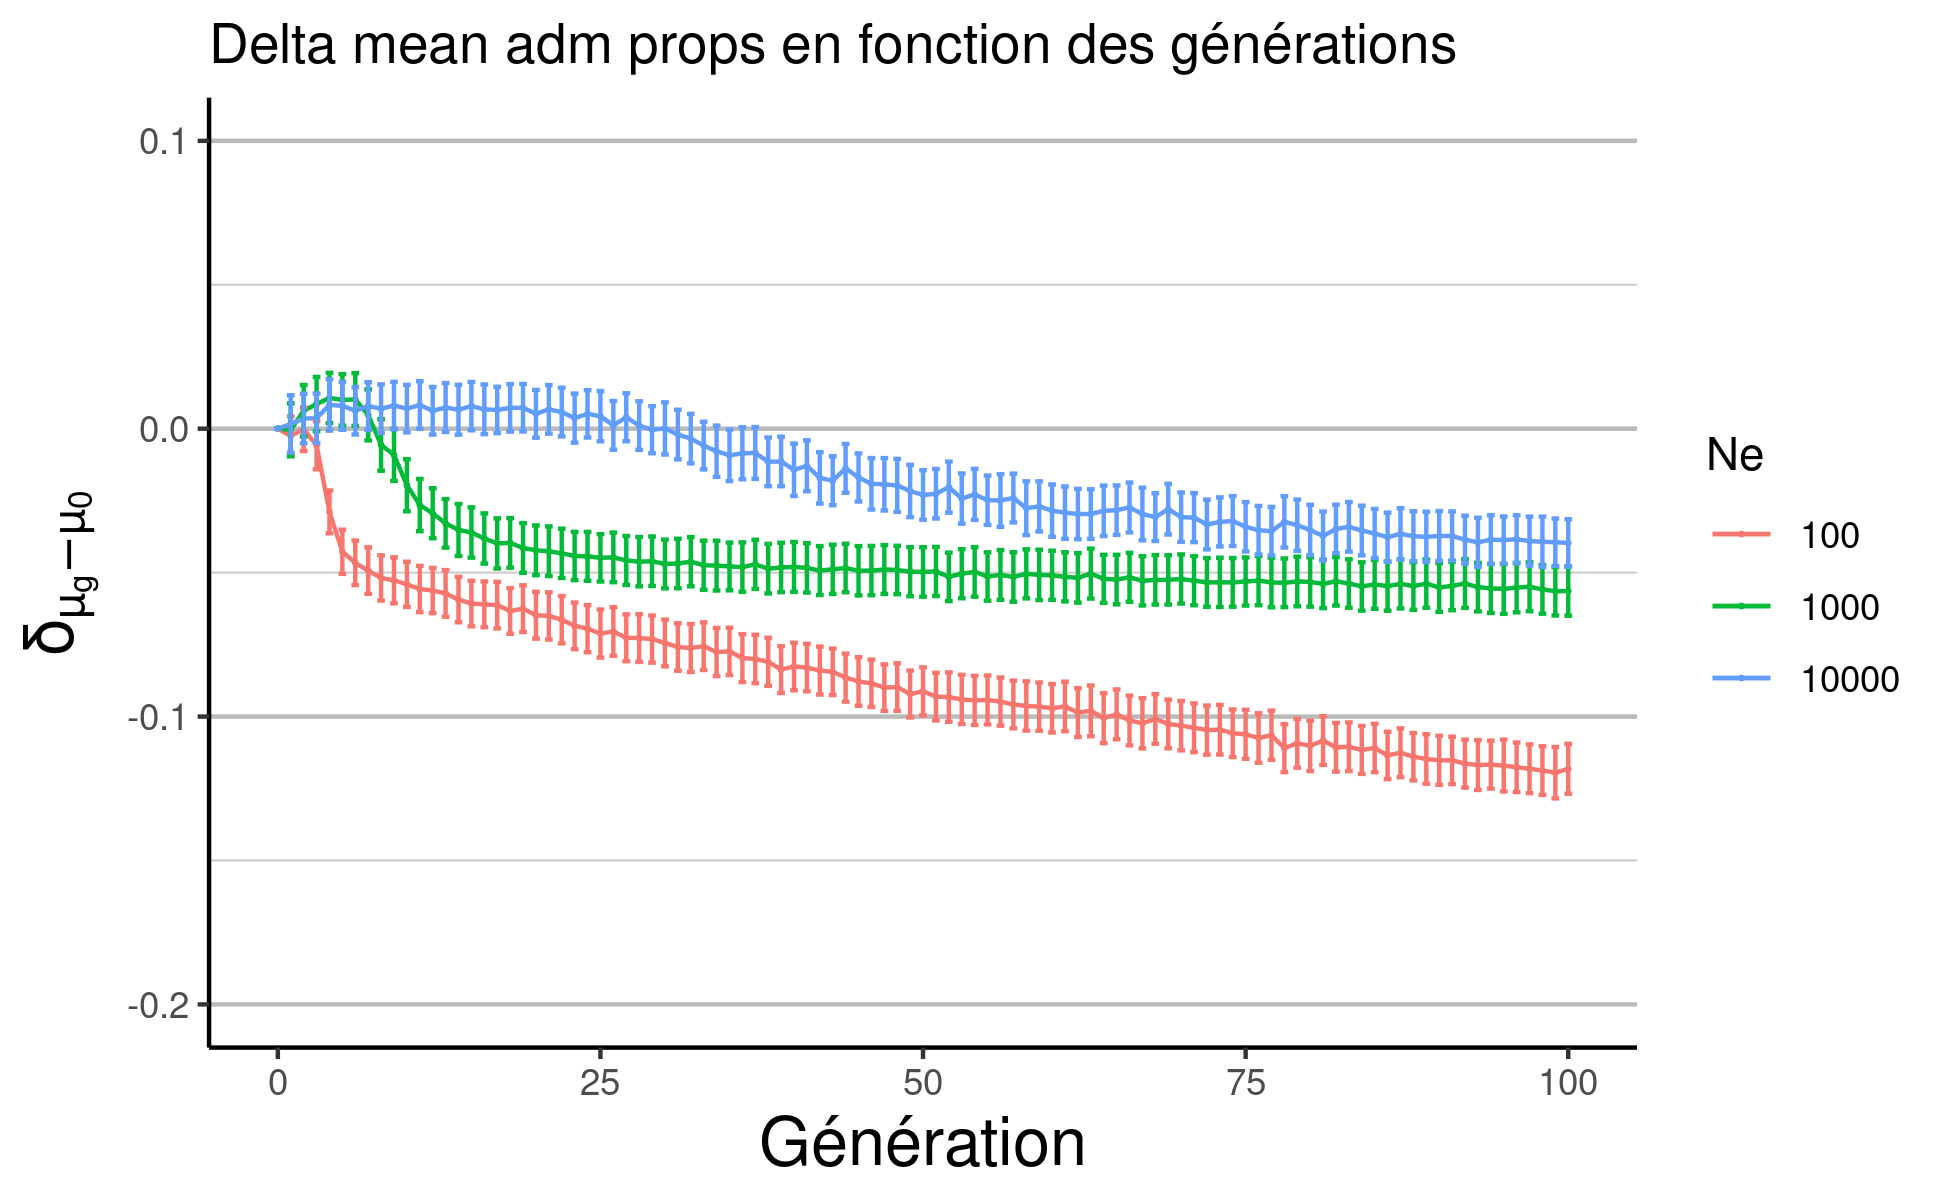 Delta mean adm props en fonction des générations
0.1
0.0
-0.1
-0.2
δμg−μ0
0 25 50 75 100
Génération
Ne
100
1000
10000